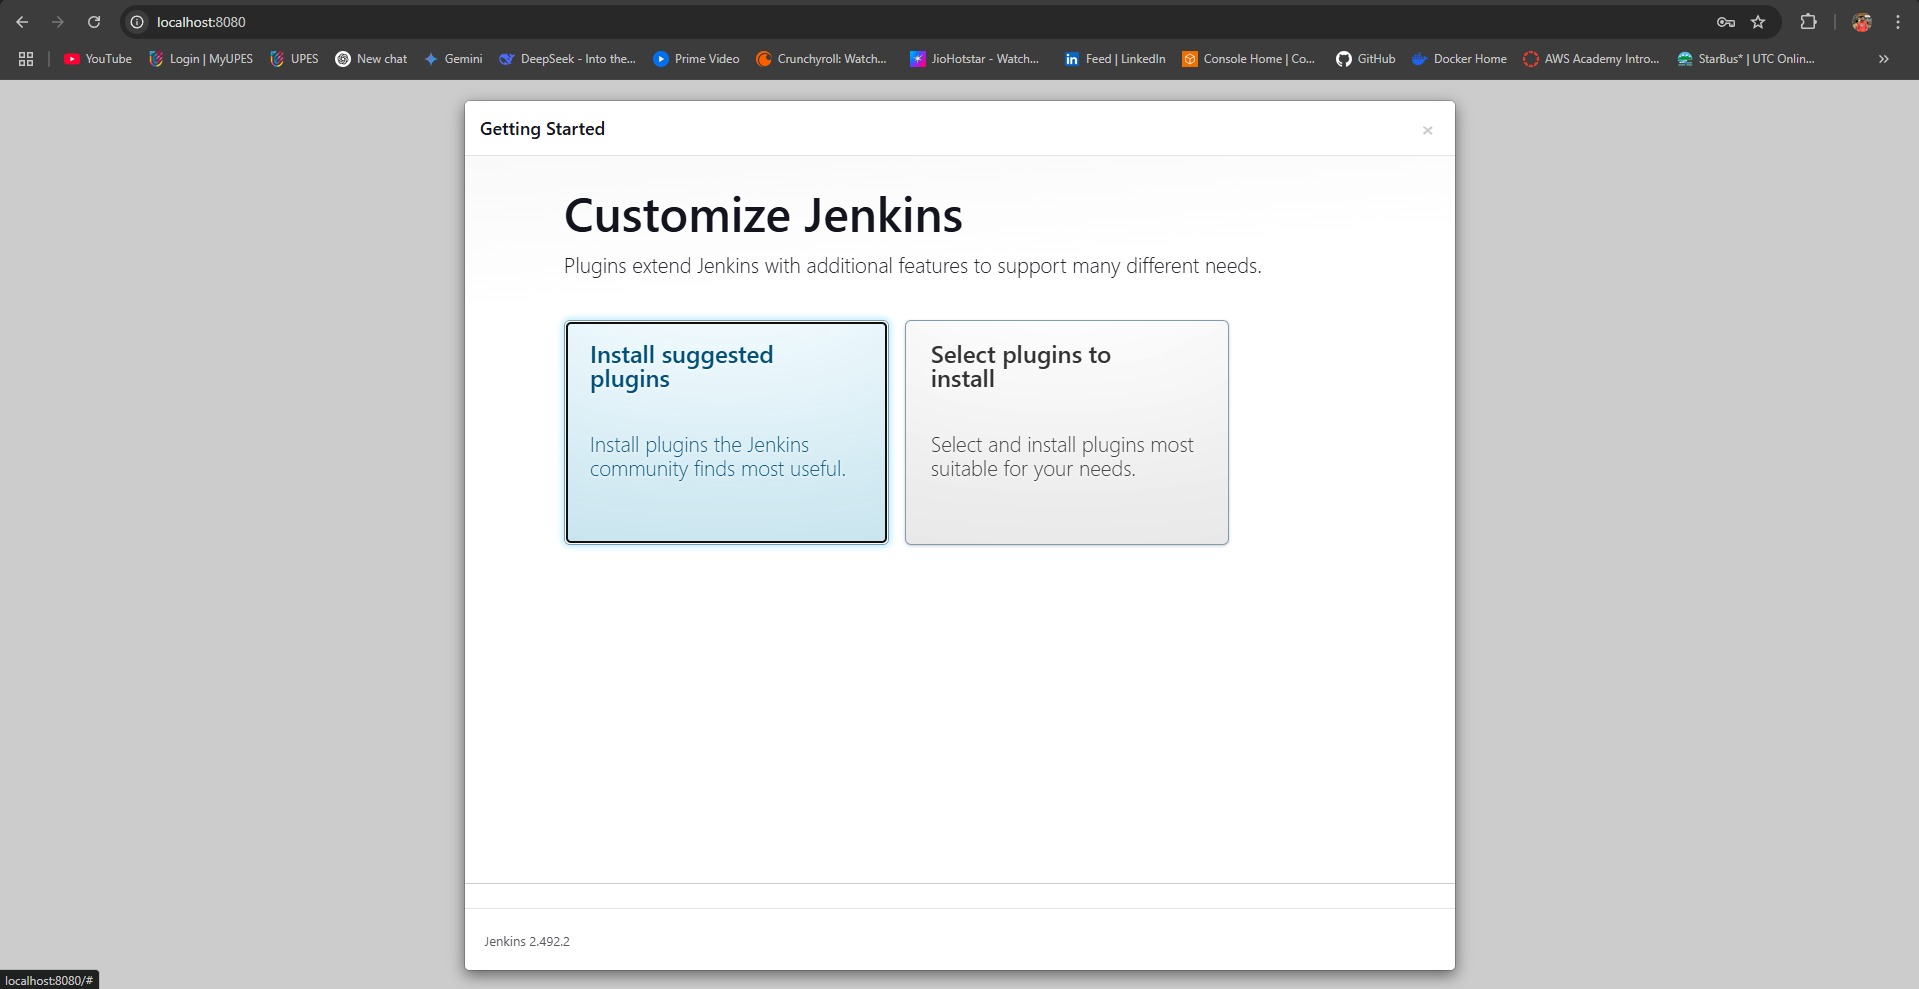 localhost:8080
YouTube
Login | MyUPES
UPES
New chat
Gemini
DeepSeek - Into the...
Prime Video
Crunchyroll: Watch...
JioHotstar - Watch...
Feed | LinkedIn
Console Home | Co...
GitHub
Docker Home
AWS Academy Intro...
StarBus* | UTC Onlin...
Getting Started
Customize Jenkins
Plugins extend Jenkins with additional features to support many different needs.
Install suggested
plugins
Install plugins the Jenkins
community finds most useful.
Select plugins to
install
Select and install plugins most
suitable for your needs.
Jenkins 2.492.2
localhost:8080/#